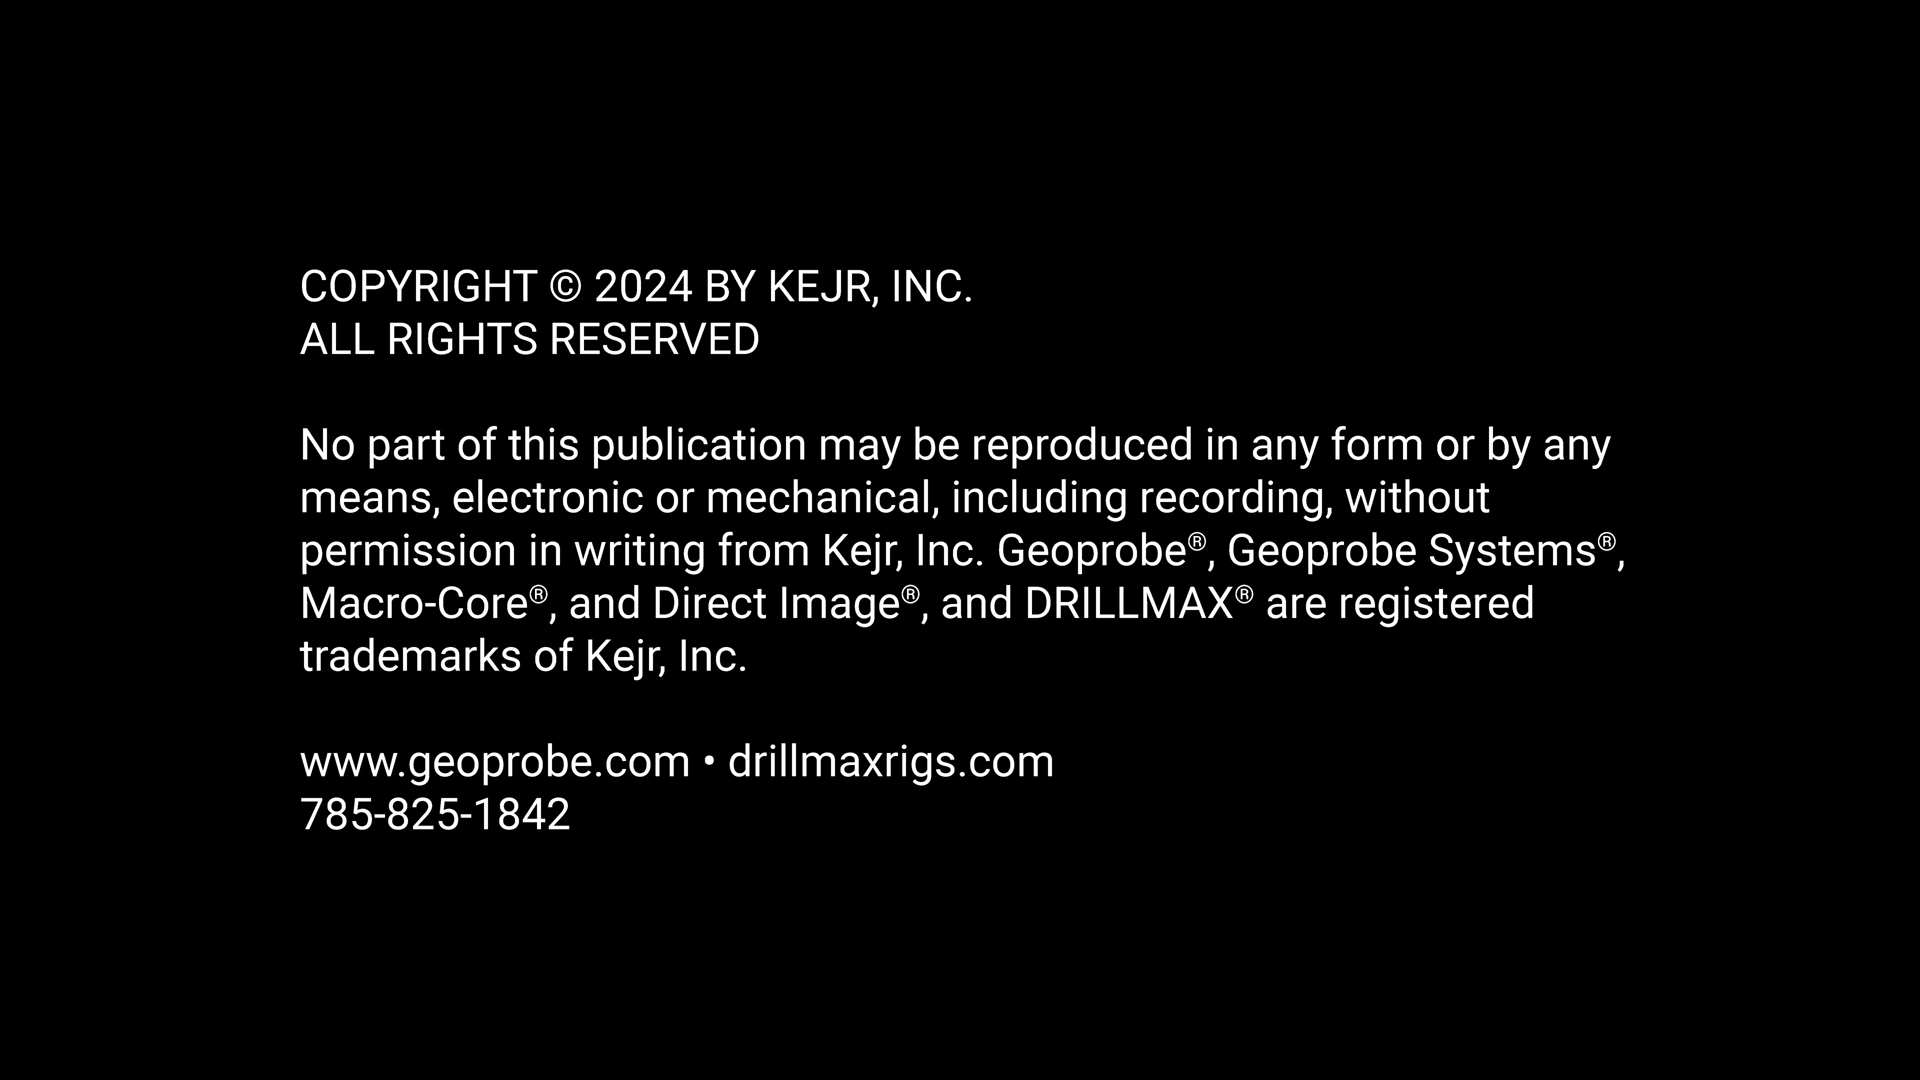 COPYRIGHT © 2024 BY KEJR, INC.
ALL RIGHTS RESERVED
No part of this publication may be reproduced in any form or by any
means, electronic or mechanical, including recording, without
permission in writing from Kejr, Inc. Geoprobe®, Geoprobe Systems®,
Macro-Core®, and Direct Image®, and DRILLMAX® are registered
trademarks of Kejr, Inc.
www.geoprobe.com • drillmaxrigs.com
785-825-1842